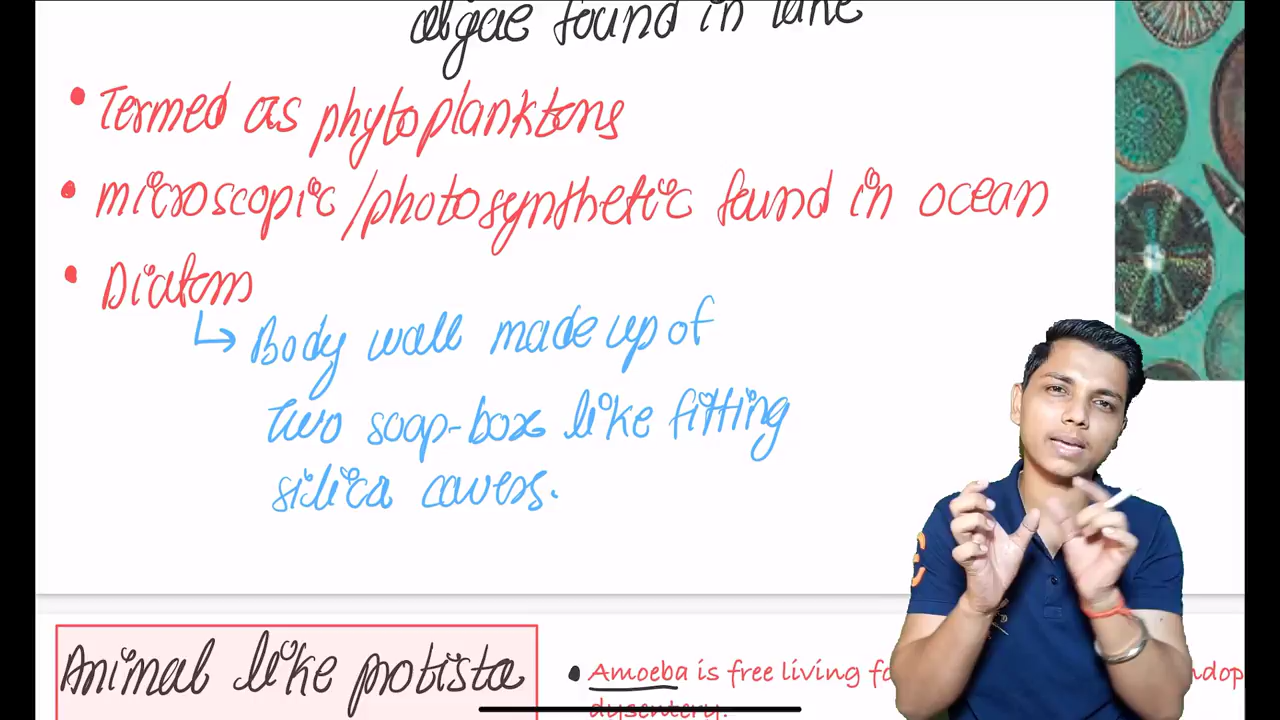 algae found in lake
• Termed as phytoplanktons
• microscopic/photosynthetic found in ocean
• Diatom
↳ Body wall made up of
two soap-box like fitting
silica covers.
Animal like protista
• Amoeba is free living
dysentery.